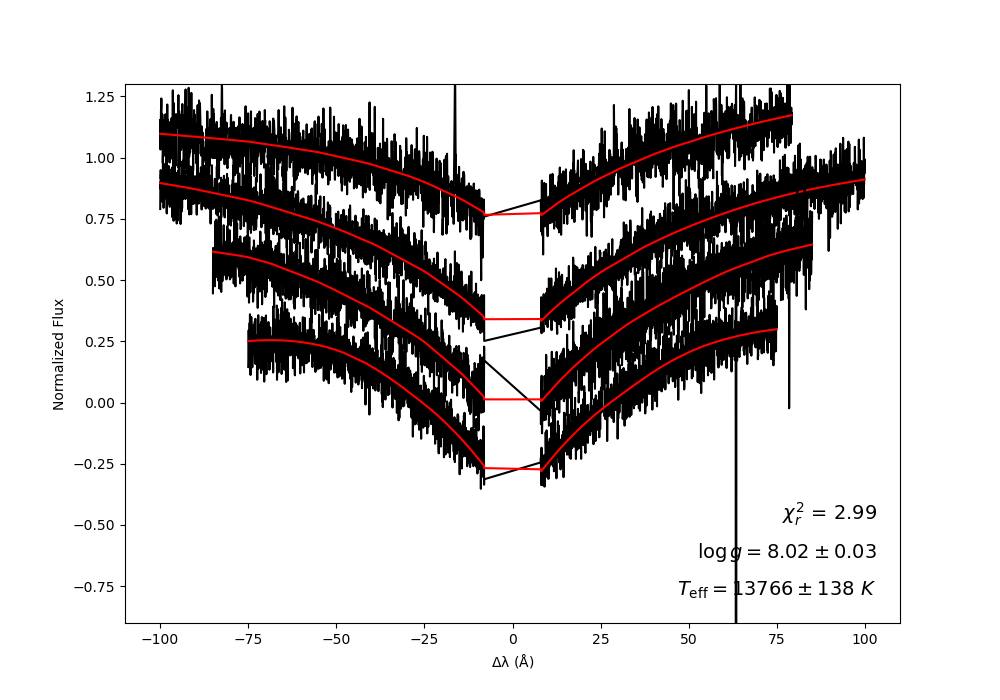 1.25
1.00
0.75
0.50
0.25
0.00
−0.25
−0.50
−0.75
Normalized Flux
χ²ᵣ = 2.99
log g = 8.02 ± 0.03
T_eff = 13766 ± 138 K
−100 −75 −50 −25 0 25 50 75 100
Δλ (Å)